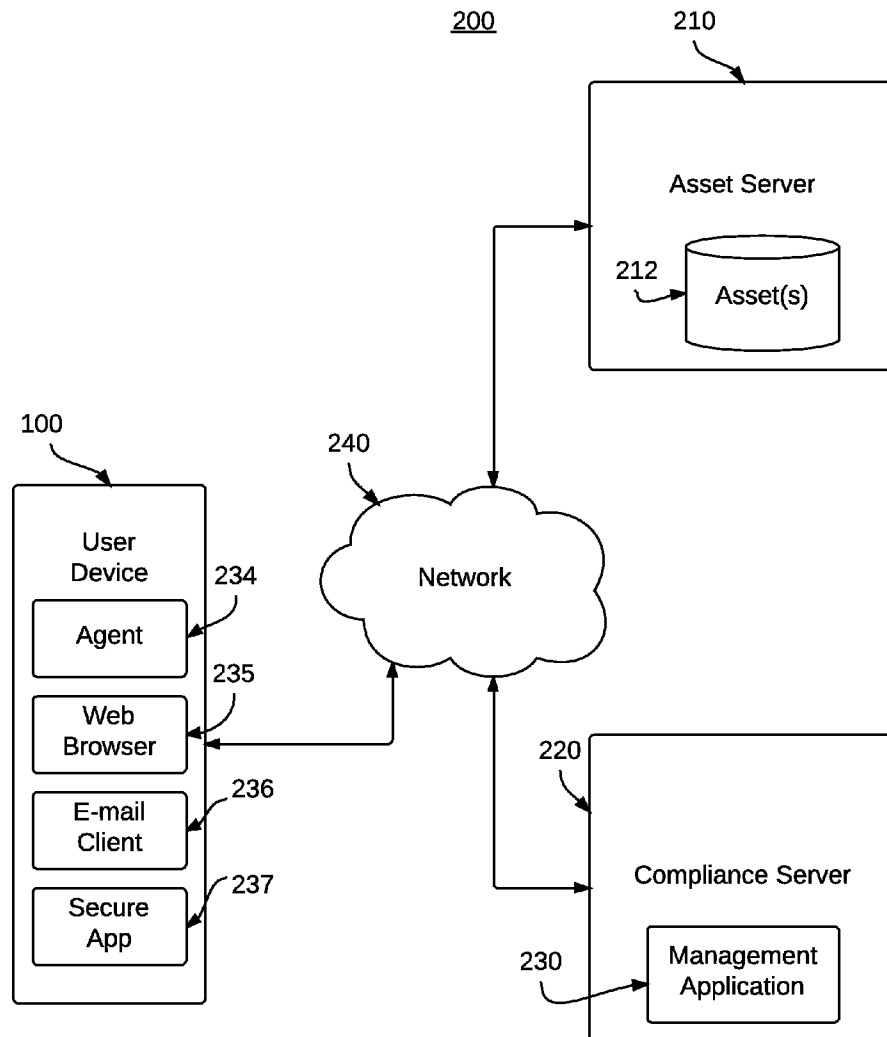 200
210
Asset Server
212
Asset(s)
100
240
User
Device
234
Network
Agent
235
Web
Browser
236
220
E-mail
Client
237
Compliance Server
Secure
App
230
Management
Application